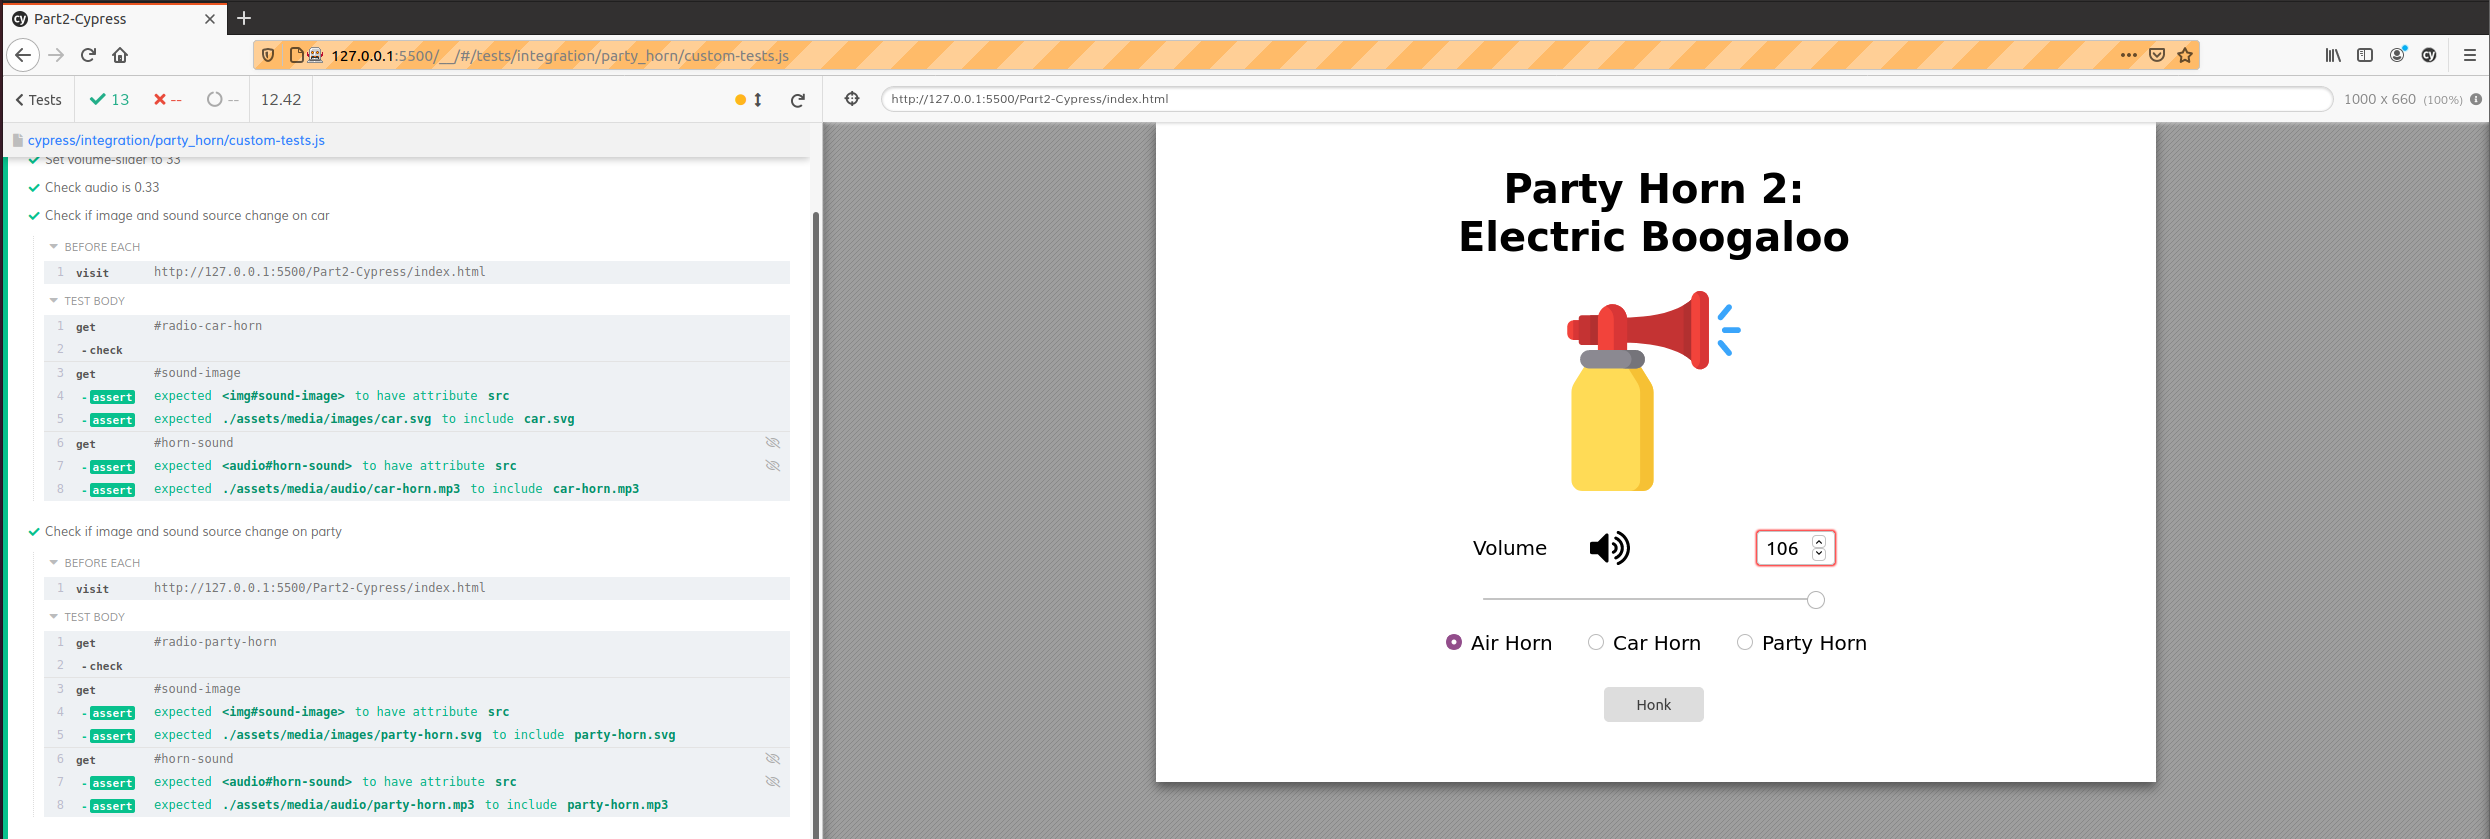 Part2-Cypress
127.0.0.1:5500/__/#/tests/integration/party_horn/custom-tests.js
Tests 13 -- -- 12.42
http://127.0.0.1:5500/Part2-Cypress/index.html 1000 x 660 (100%)
cypress/integration/party_horn/custom-tests.js
Set volume-slider to 33
Check audio is 0.33
Check if image and sound source change on car
BEFORE EACH
1 visit http://127.0.0.1:5500/Part2-Cypress/index.html
TEST BODY
1 get #radio-car-horn
2 -check
3 get #sound-image
4 -assert expected <img#sound-image> to have attribute src
5 -assert expected ./assets/media/images/car.svg to include car.svg
6 get #horn-sound
7 -assert expected <audio#horn-sound> to have attribute src
8 -assert expected ./assets/media/audio/car-horn.mp3 to include car-horn.mp3
Check if image and sound source change on party
BEFORE EACH
1 visit http://127.0.0.1:5500/Part2-Cypress/index.html
TEST BODY
1 get #radio-party-horn
2 -check
3 get #sound-image
4 -assert expected <img#sound-image> to have attribute src
5 -assert expected ./assets/media/images/party-horn.svg to include party-horn.svg
6 get #horn-sound
7 -assert expected <audio#horn-sound> to have attribute src
8 -assert expected ./assets/media/audio/party-horn.mp3 to include party-horn.mp3
Party Horn 2:
Electric Boogaloo
Volume 106
Air Horn Car Horn Party Horn
Honk